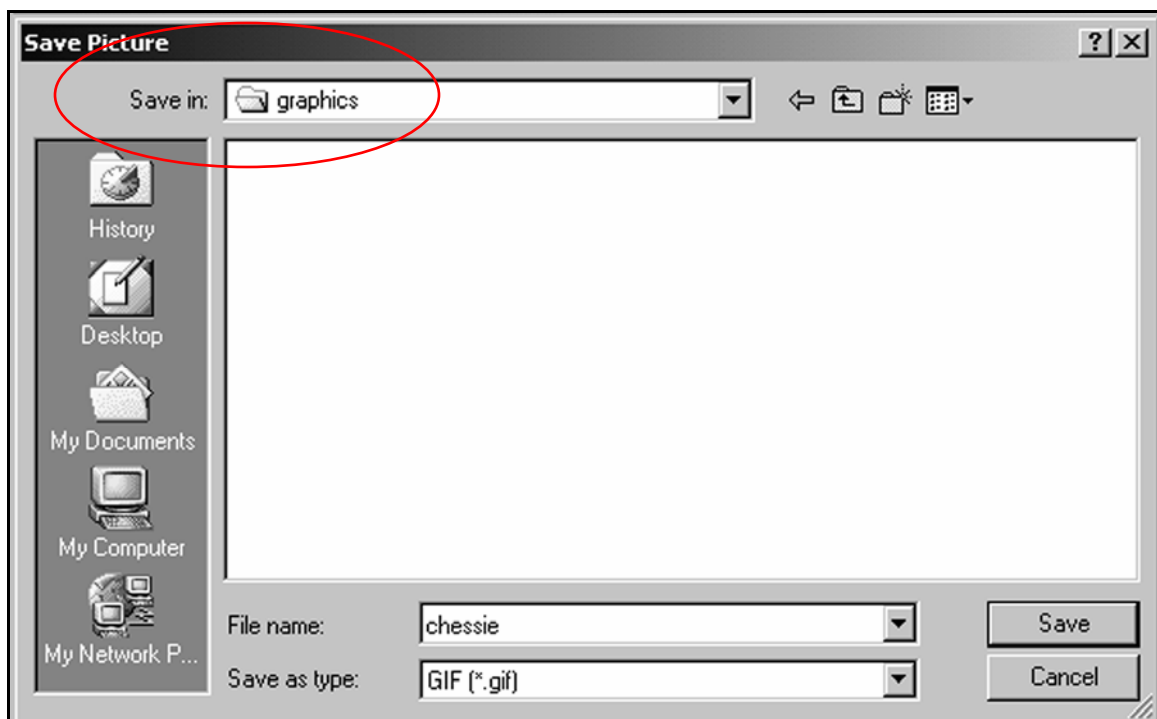 Save Picture
Save in: graphics
History
Desktop
My Documents
My Computer
My Network P...
File name: chessie
Save
Save as type: GIF (*.gif)
Cancel